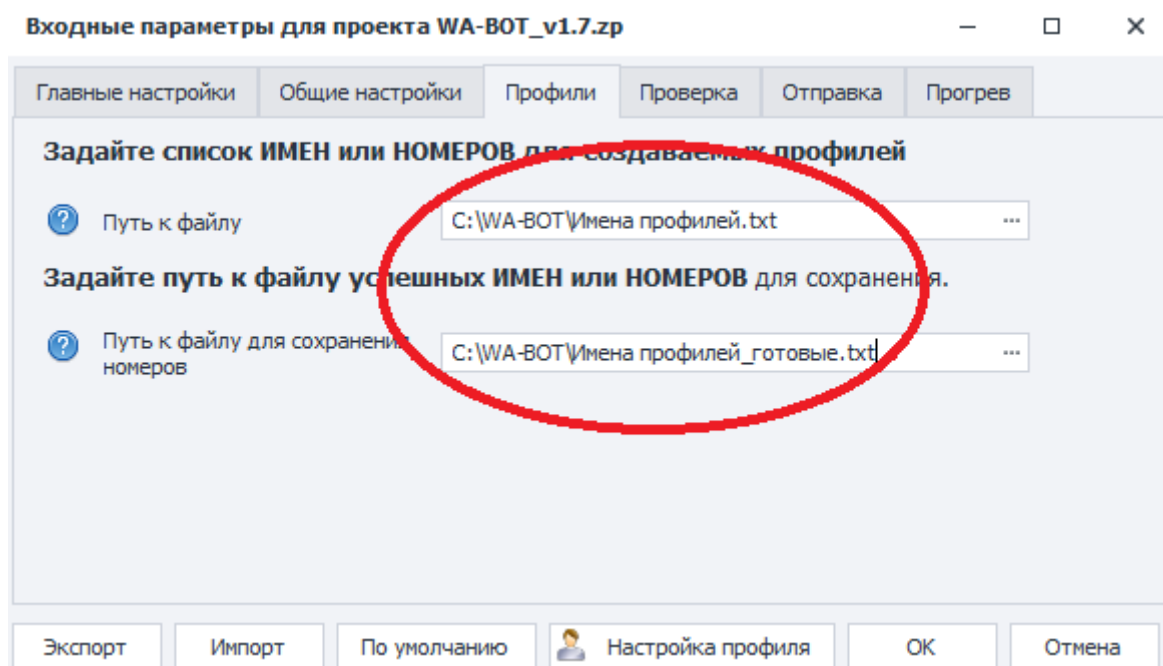 Входные параметры для проекта WA-BOT_v1.7.zp
Главные настройки Общие настройки Профили Проверка Отправка Прогрев
Задайте список ИМЕН или НОМЕРОВ для создаваемых профилей
Путь к файлу C:\WA-BOT\Имена профилей.txt ...
Задайте путь к файлу успешных ИМЕН или НОМЕРОВ для сохранения.
Путь к файлу для сохранения
номеров C:\WA-BOT\Имена профилей_готовые.txt ...
Экспорт Импорт По умолчанию Настройка профиля ОК Отмена